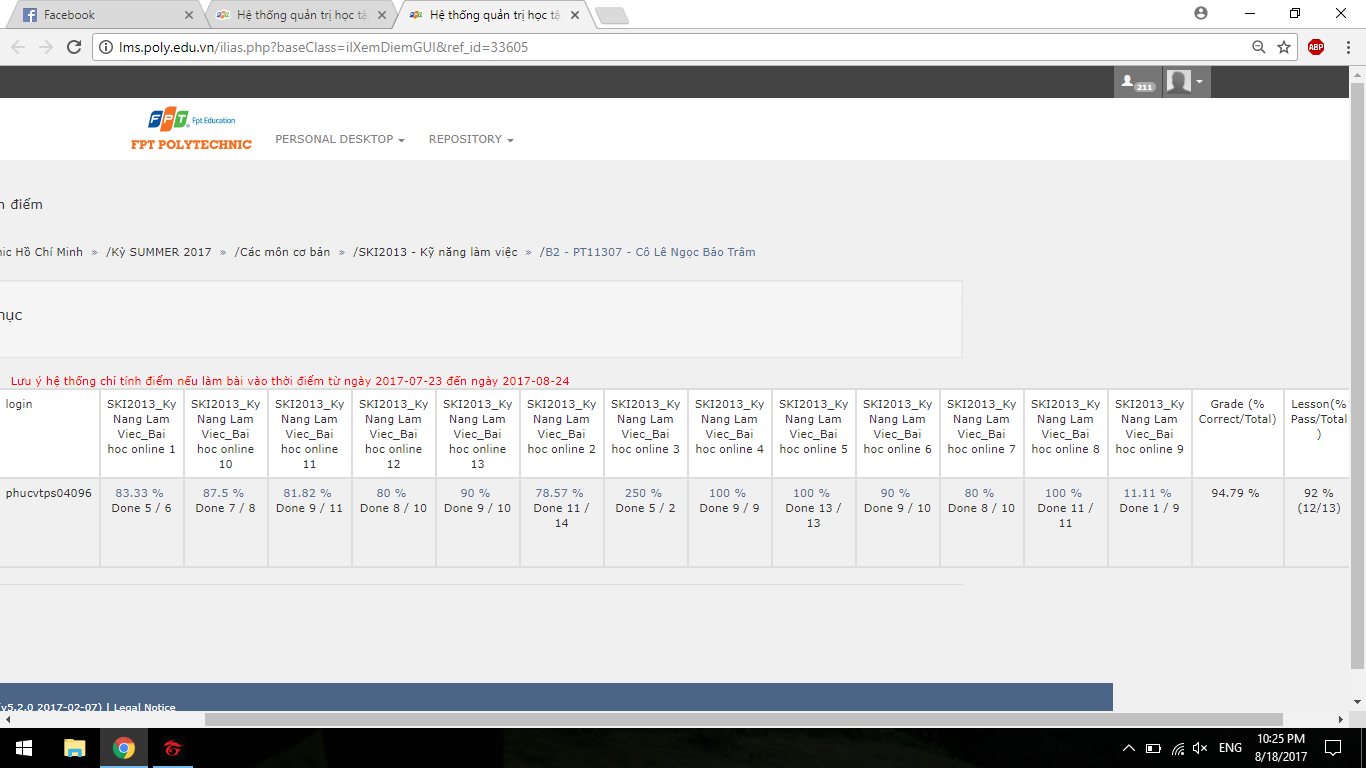 Facebook
Hệ thống quản trị học tậ
Hệ thống quản trị học tậ
lms.poly.edu.vn/ilias.php?baseClass=ilXemDiemGUI&ref_id=33605
ABP
211
FPT Fpt Education
FPT POLYTECHNIC
PERSONAL DESKTOP
REPOSITORY
điểm
nic Hồ Chí Minh » /Kỳ SUMMER 2017 » /Các môn cơ bản » /SKI2013 - Kỹ năng làm việc » /B2 - PT11307 - Cô Lê Ngọc Bảo Trâm
mục
Lưu ý hệ thống chỉ tính điểm nếu làm bài vào thời điểm từ ngày 2017-07-23 đến ngày 2017-08-24
login
SKI2013_Ky Nang Lam Viec_Bai hoc online 1
SKI2013_Ky Nang Lam Viec_Bai hoc online 10
SKI2013_Ky Nang Lam Viec_Bai hoc online 11
SKI2013_Ky Nang Lam Viec_Bai hoc online 12
SKI2013_Ky Nang Lam Viec_Bai hoc online 13
SKI2013_Ky Nang Lam Viec_Bai hoc online 2
SKI2013_Ky Nang Lam Viec_Bai hoc online 3
SKI2013_Ky Nang Lam Viec_Bai hoc online 4
SKI2013_Ky Nang Lam Viec_Bai hoc online 5
SKI2013_Ky Nang Lam Viec_Bai hoc online 6
SKI2013_Ky Nang Lam Viec_Bai hoc online 7
SKI2013_Ky Nang Lam Viec_Bai hoc online 8
SKI2013_Ky Nang Lam Viec_Bai hoc online 9
Grade (% Correct/Total)
Lesson(% Pass/Total )
phucvtps04096
83.33 % Done 5 / 6
87.5 % Done 7 / 8
81.82 % Done 9 / 11
80 % Done 8 / 10
90 % Done 9 / 10
78.57 % Done 11 / 14
250 % Done 5 / 2
100 % Done 9 / 9
100 % Done 13 / 13
90 % Done 9 / 10
80 % Done 8 / 10
100 % Done 11 / 11
11.11 % Done 1 / 9
94.79 %
92 % (12/13)
(v5.2.0 2017-02-07) | Legal Notice
ENG
10:25 PM
8/18/2017